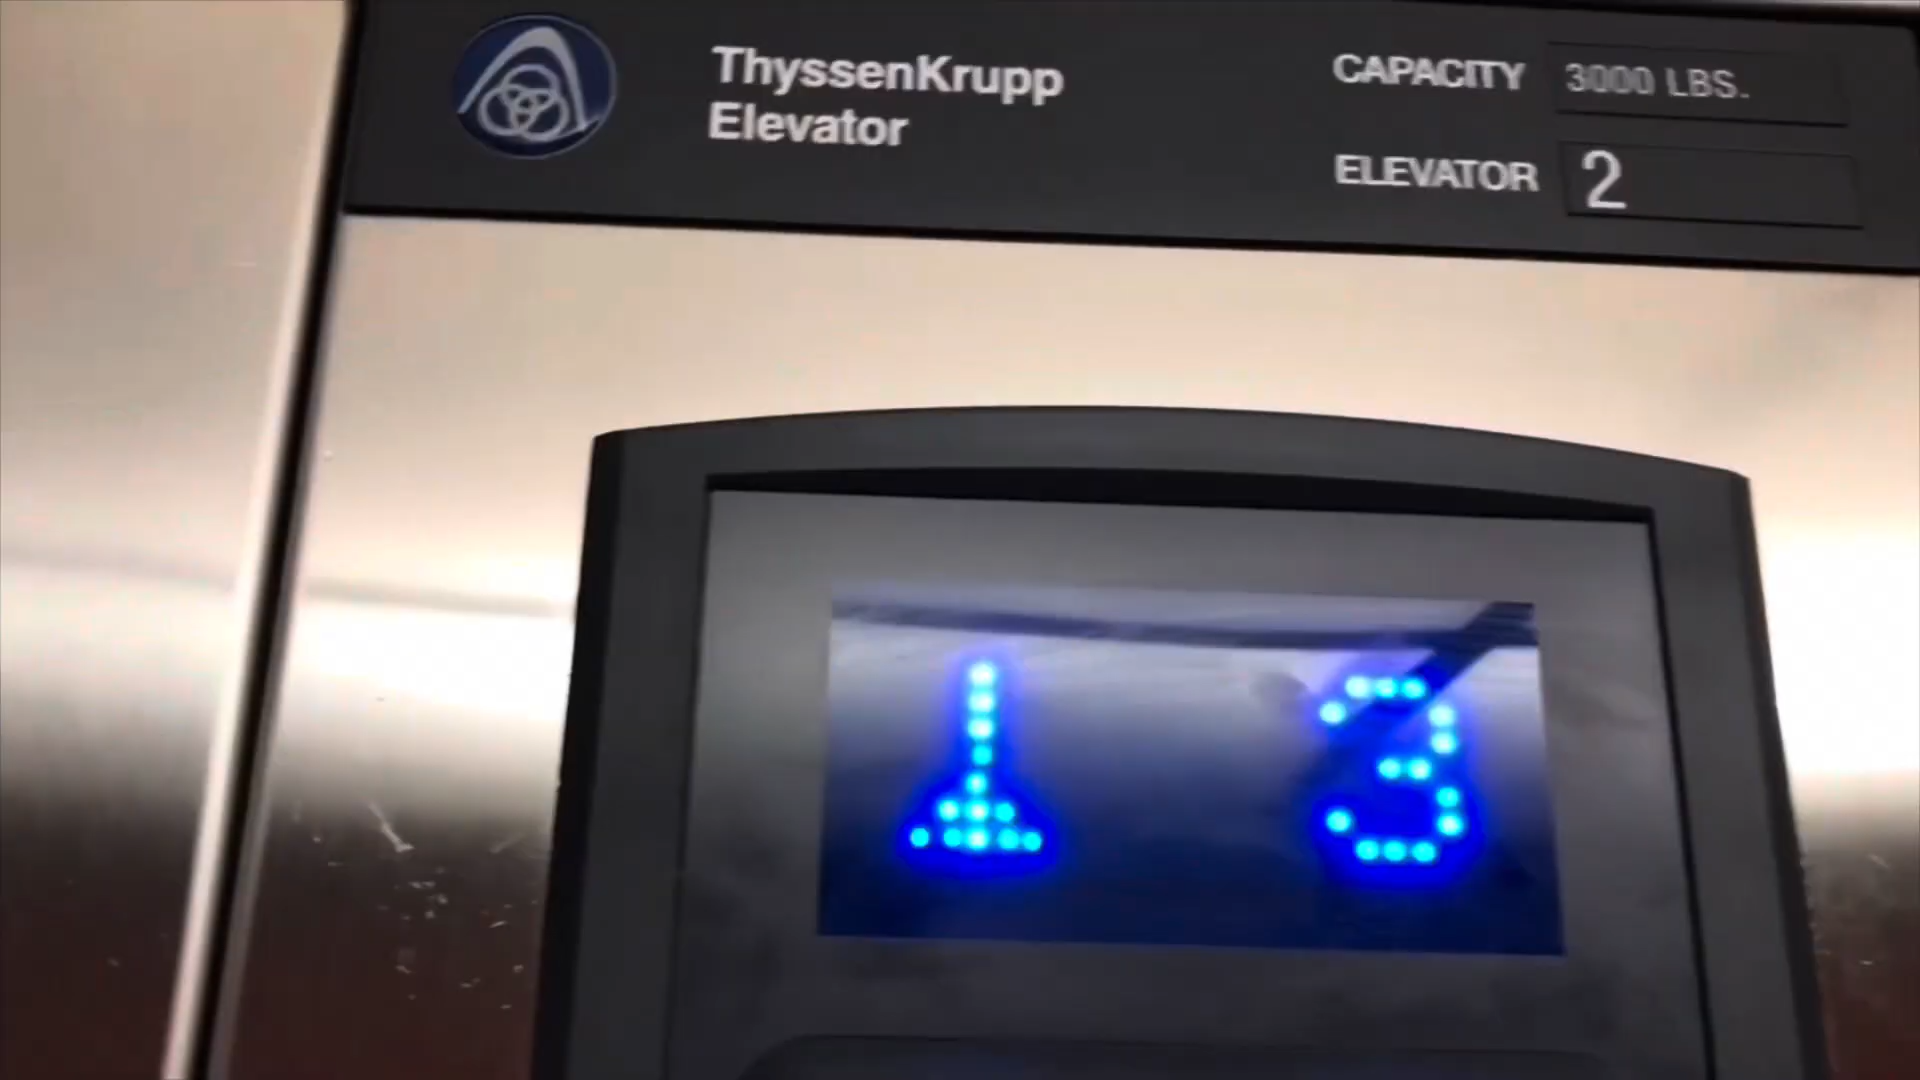 ThyssenKrupp
Elevator
CAPACITY 3000 LBS.
ELEVATOR 2
3